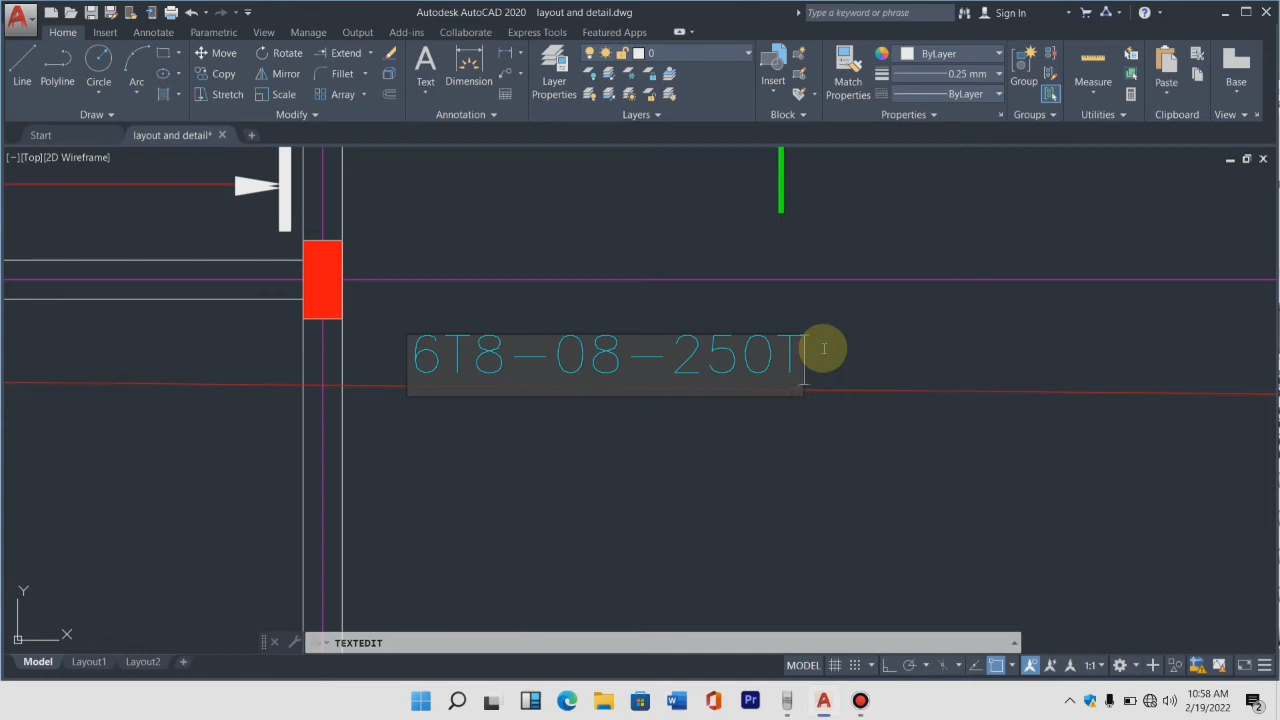 Autodesk AutoCAD 2020 layout and detail.dwg
Type a keyword or phrase
Sign In
Home Insert Annotate Parametric View Manage Output Add-ins Collaborate Express Tools Featured Apps
Line Polyline Circle Arc
Move Rotate Extend
Copy Mirror Fillet
Stretch Scale Array
Text Dimension
Layer Properties
0
Insert
Match Properties
ByLayer
0.25 mm
ByLayer
Group
Measure
Paste
Base
Draw Modify Annotation Layers Block Properties Groups Utilities Clipboard View
Start layout and detail*
[−][Top][2D Wireframe]
6T8-08-250T
Y
X
TEXTEDIT
Model Layout1 Layout2
MODEL 1:1
W Pr A
10:58 AM
2/19/2022
2